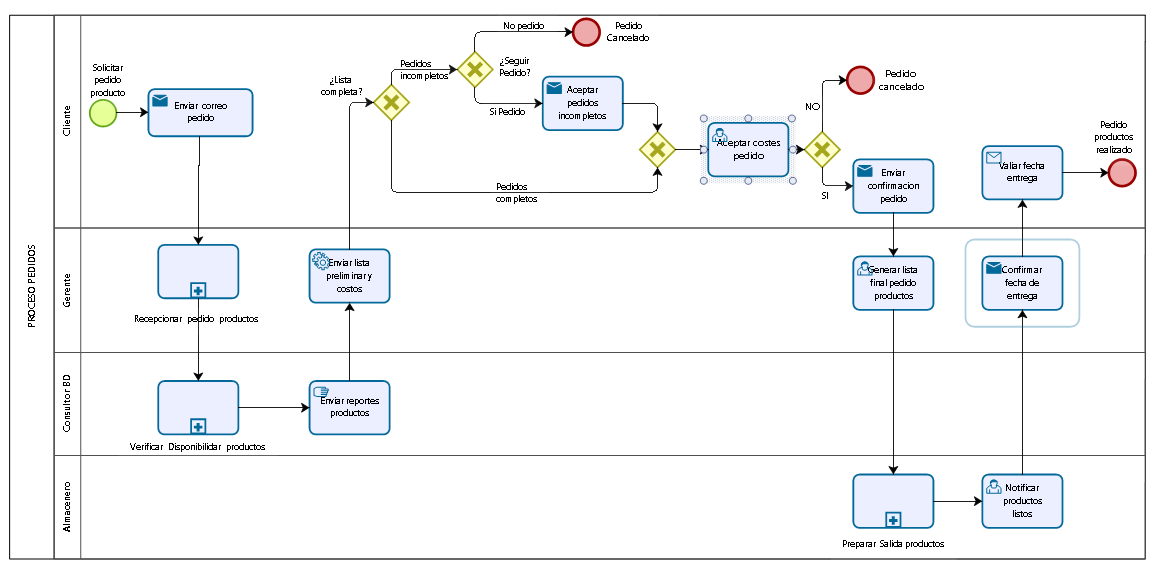 PROCESO PEDIDOS
Cliente
Solicitar
pedido
producto
Enviar correo
pedido
¿Lista
completa?
Pedidos
incompletos
No pedido
Pedido
Cancelado
¿Seguir
Pedido?
Si Pedido
Aceptar
pedidos
incompletos
Pedidos
completos
Aceptar costes
pedido
NO
Pedido
cancelado
SI
Enviar
confirmacion
pedido
Valiar fecha
entrega
Pedido
productos
realizado
Gerente
Recepcionar pedido productos
Enviar lista
preliminar y
costos
Generar lista
final pedido
productos
Confirmar
fecha de
entrega
Consultor BD
Verificar Disponibilidar productos
Enviar reportes
productos
Almacenero
Preparar Salida productos
Notificar
productos
listos